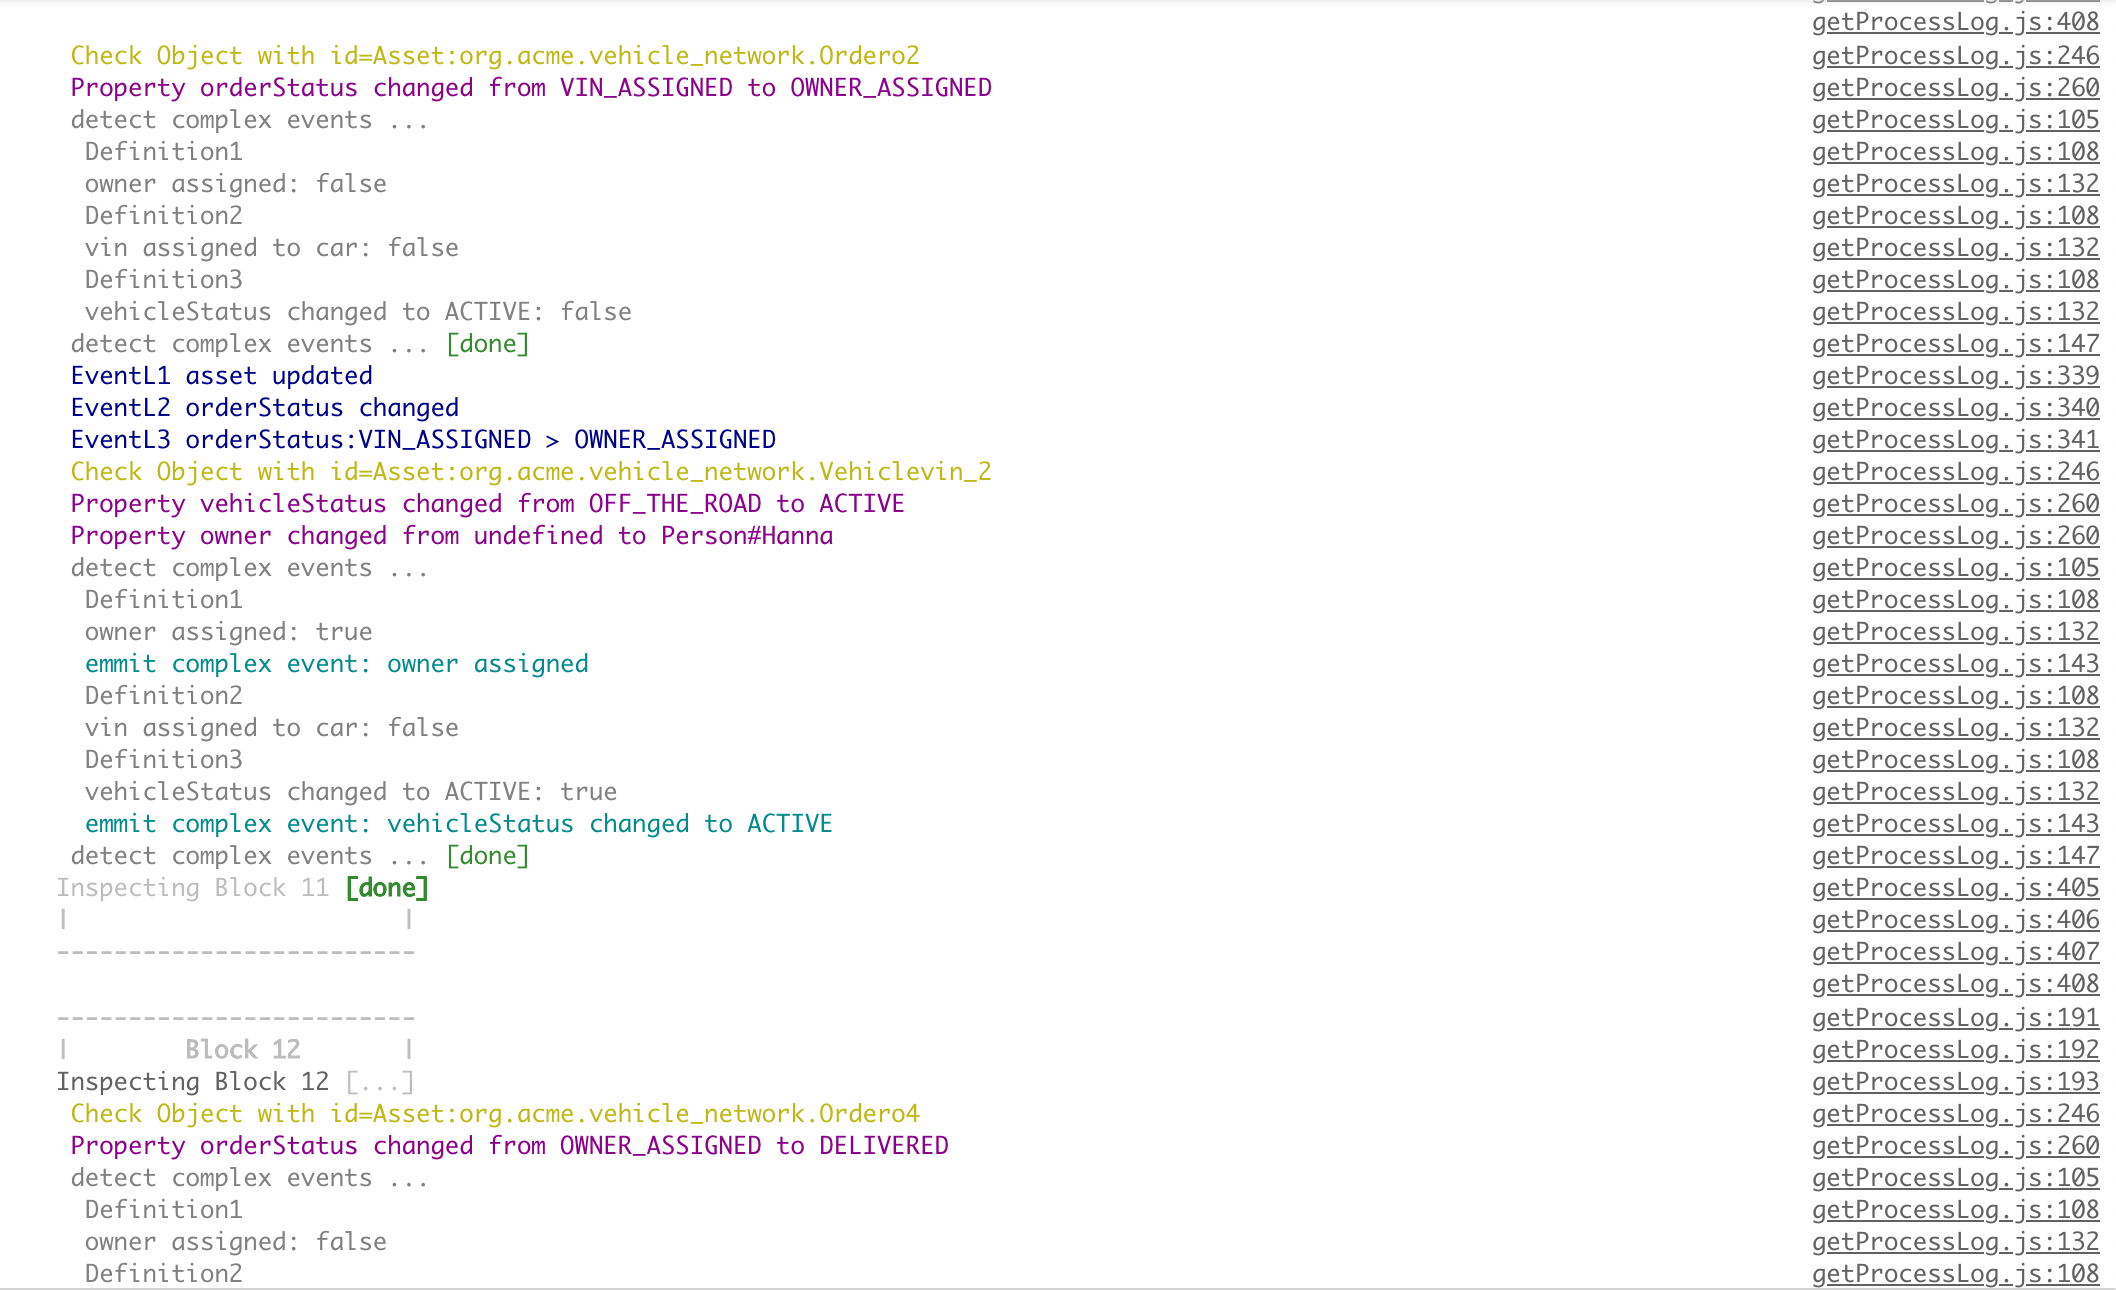 getProcessLog.js:408
Check Object with id=Asset:org.acme.vehicle_network.Ordero2 getProcessLog.js:246
Property orderStatus changed from VIN_ASSIGNED to OWNER_ASSIGNED getProcessLog.js:260
detect complex events ... getProcessLog.js:105
Definition1 getProcessLog.js:108
owner assigned: false getProcessLog.js:132
Definition2 getProcessLog.js:108
vin assigned to car: false getProcessLog.js:132
Definition3 getProcessLog.js:108
vehicleStatus changed to ACTIVE: false getProcessLog.js:132
detect complex events ... [done] getProcessLog.js:147
EventL1 asset updated getProcessLog.js:339
EventL2 orderStatus changed getProcessLog.js:340
EventL3 orderStatus:VIN_ASSIGNED > OWNER_ASSIGNED getProcessLog.js:341
Check Object with id=Asset:org.acme.vehicle_network.Vehiclevin_2 getProcessLog.js:246
Property vehicleStatus changed from OFF_THE_ROAD to ACTIVE getProcessLog.js:260
Property owner changed from undefined to Person#Hanna getProcessLog.js:260
detect complex events ... getProcessLog.js:105
Definition1 getProcessLog.js:108
owner assigned: true getProcessLog.js:132
emmit complex event: owner assigned getProcessLog.js:143
Definition2 getProcessLog.js:108
vin assigned to car: false getProcessLog.js:132
Definition3 getProcessLog.js:108
vehicleStatus changed to ACTIVE: true getProcessLog.js:132
emmit complex event: vehicleStatus changed to ACTIVE getProcessLog.js:143
detect complex events ... [done] getProcessLog.js:147
Inspecting Block 11 [done] getProcessLog.js:405
| | getProcessLog.js:406
------------------------- getProcessLog.js:407
getProcessLog.js:408
------------------------- getProcessLog.js:191
| Block 12 | getProcessLog.js:192
Inspecting Block 12 [...] getProcessLog.js:193
Check Object with id=Asset:org.acme.vehicle_network.Ordero4 getProcessLog.js:246
Property orderStatus changed from OWNER_ASSIGNED to DELIVERED getProcessLog.js:260
detect complex events ... getProcessLog.js:105
Definition1 getProcessLog.js:108
owner assigned: false getProcessLog.js:132
Definition2 getProcessLog.js:108